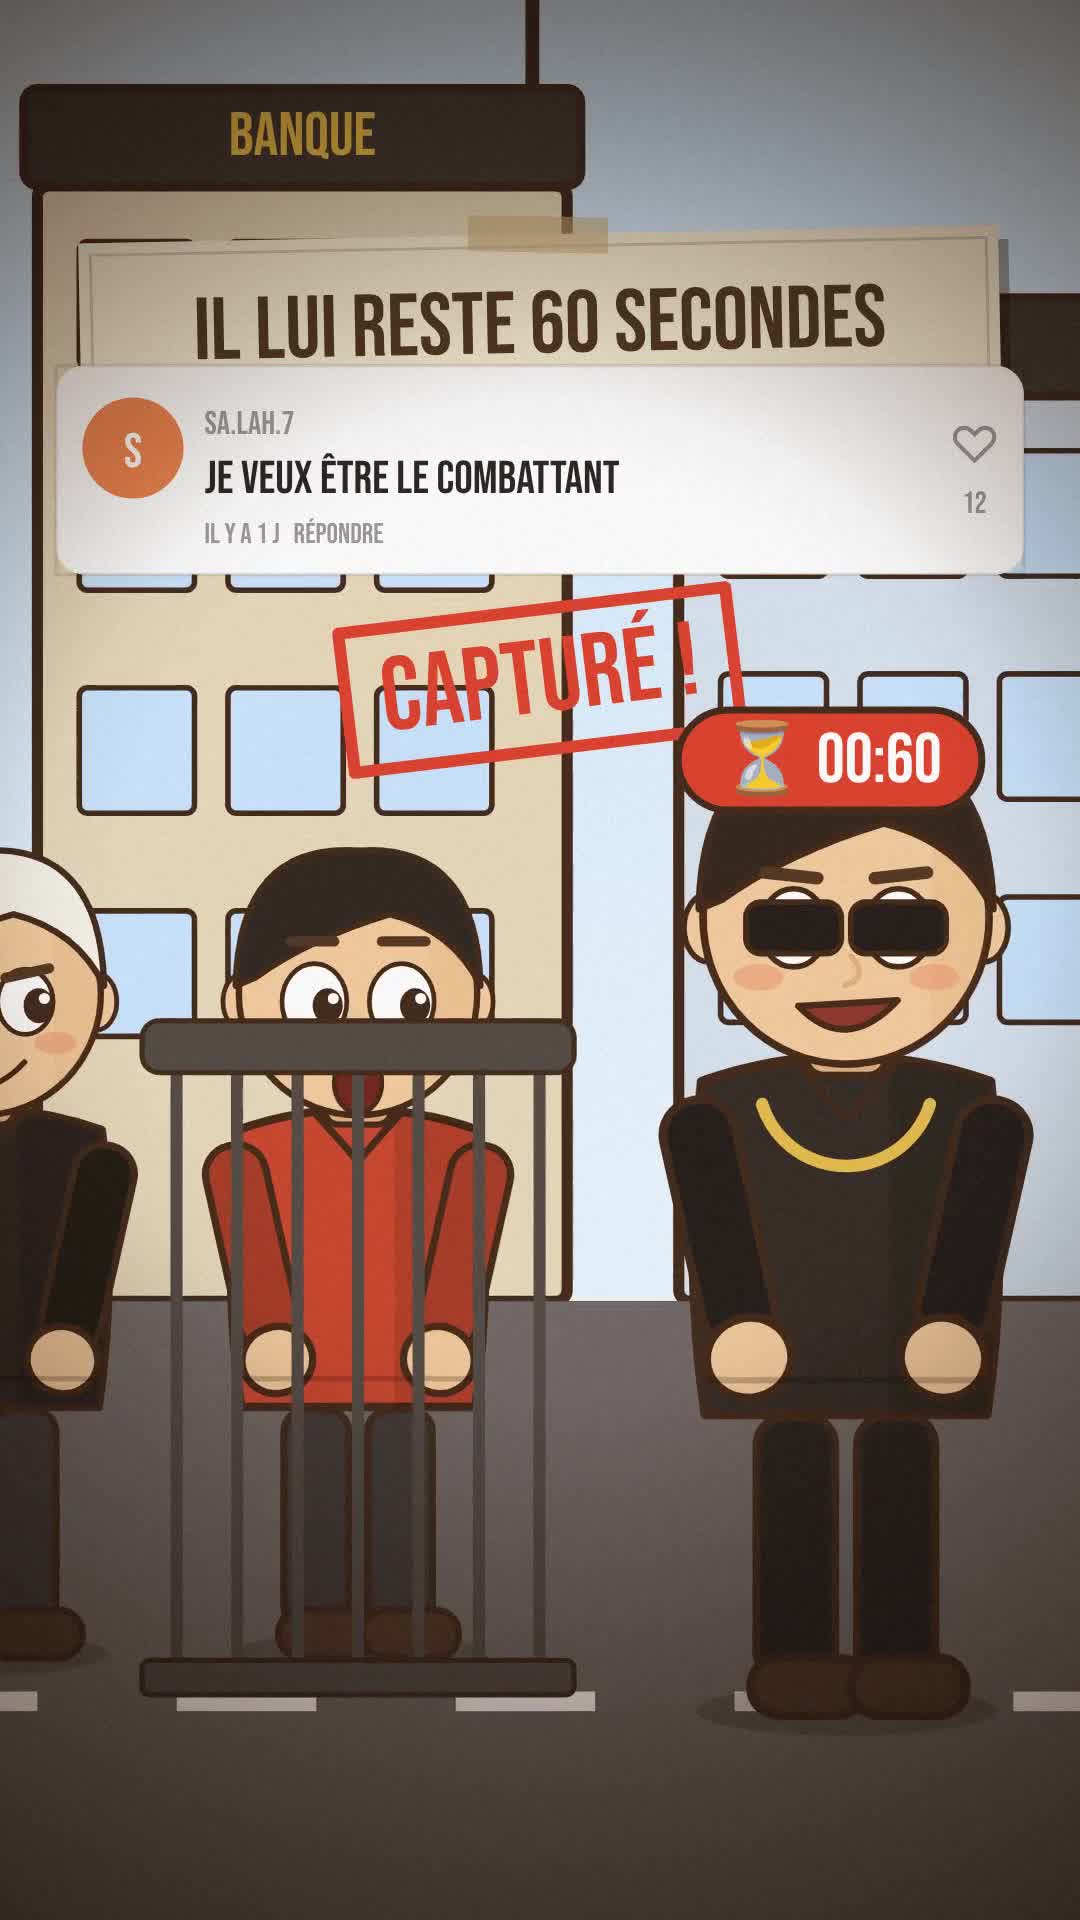 BANQUE
IL LUI RESTE 60 SECONDES
S
SA.LAH.7
JE VEUX ÊTRE LE COMBATTANT
12
IL Y A 1 J RÉPONDRE
CAPTURÉ !
00:60